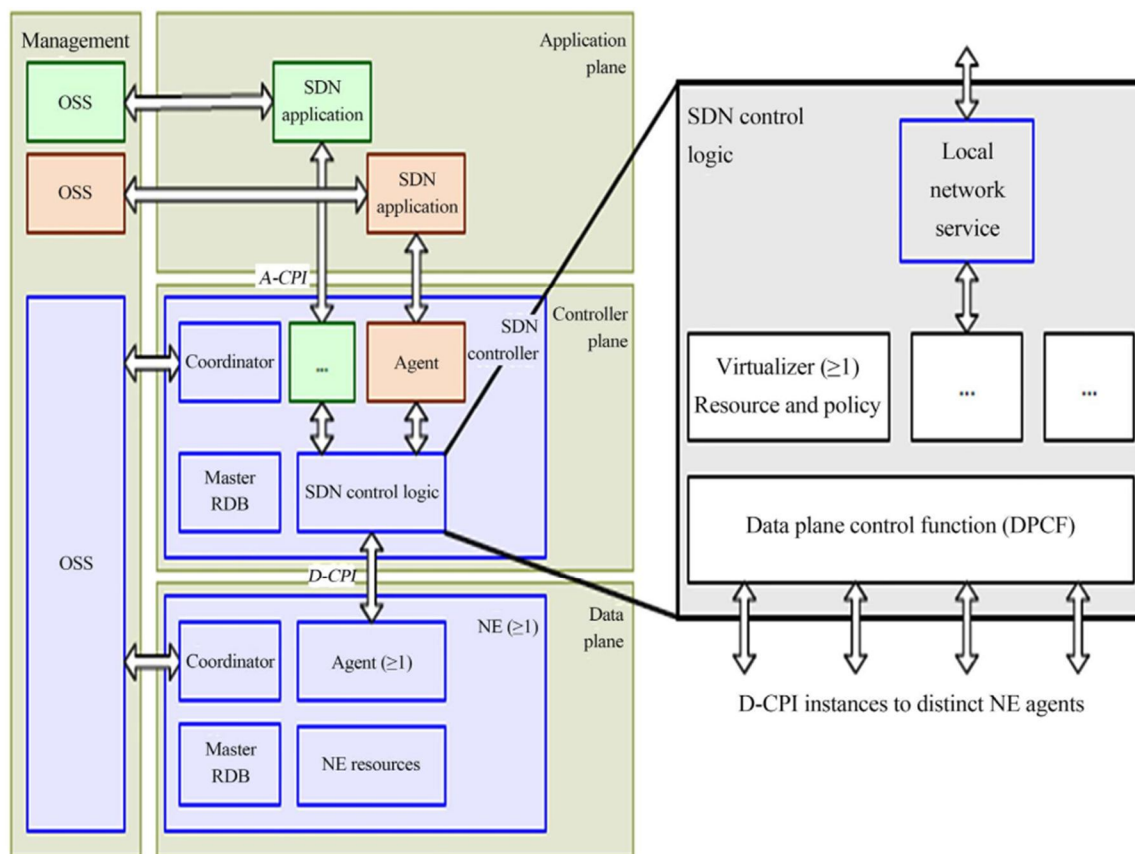 Management
OSS
OSS
OSS
Application
plane
SDN
application
SDN
application
A-CPI
Controller
plane
SDN
controller
Coordinator
...
Agent
Master
RDB
SDN control logic
D-CPI
Data
plane
NE (≥1)
Coordinator
Agent (≥1)
Master
RDB
NE resources
SDN control
logic
Local
network
service
Virtualizer (≥1)
Resource and policy
...
...
Data plane control function (DPCF)
D-CPI instances to distinct NE agents